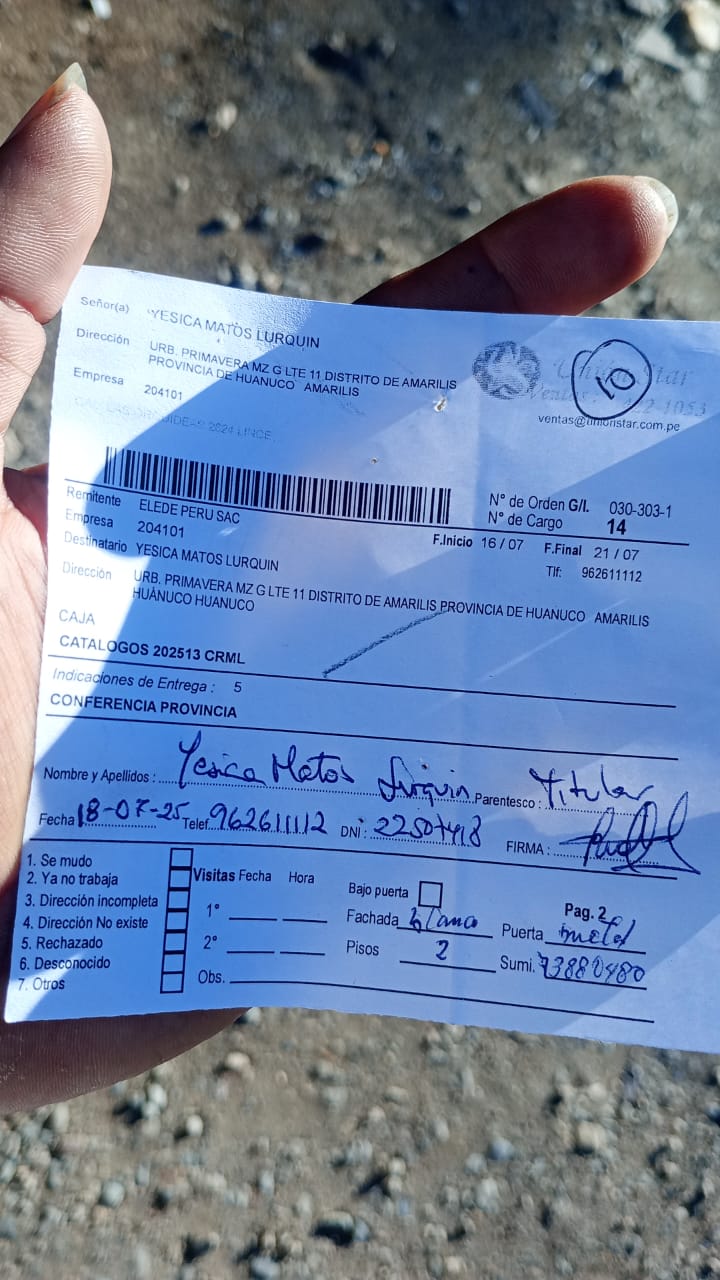 Señor(a) YESICA MATOS LURQUIN
Dirección URB. PRIMAVERA MZ G LTE 11 DISTRITO DE AMARILIS
PROVINCIA DE HUANUCO AMARILIS
Empresa 204101
2024 LINCE
Union Star
10
ventas@unionstar.com.pe
N° de Orden G/I. 030-303-1
N° de Cargo 14
Remitente ELEDE PERU SAC
Empresa 204101
F.Inicio 16 / 07 F.Final 21 / 07
Destinatario YESICA MATOS LURQUIN
Tlf: 962611112
Dirección URB. PRIMAVERA MZ G LTE 11 DISTRITO DE AMARILIS PROVINCIA DE HUANUCO AMARILIS
HUÁNUCO HUANUCO
CAJA
CATALOGOS 202513 CRML
Indicaciones de Entrega : 5
CONFERENCIA PROVINCIA
Nombre y Apellidos : Yesica Matos Lurquin Parentesco : Titular
Fecha 18-07-25 Telef. 962611112 DNI : 22507418 FIRMA :
1. Se mudo
2. Ya no trabaja
3. Dirección incompleta
4. Dirección No existe
5. Rechazado
6. Desconocido
7. Otros
Visitas Fecha Hora
1°
2°
Obs.
Bajo puerta
Pag. 2
Fachada blanco Puerta metal
Pisos 2 Sumi. 73880480